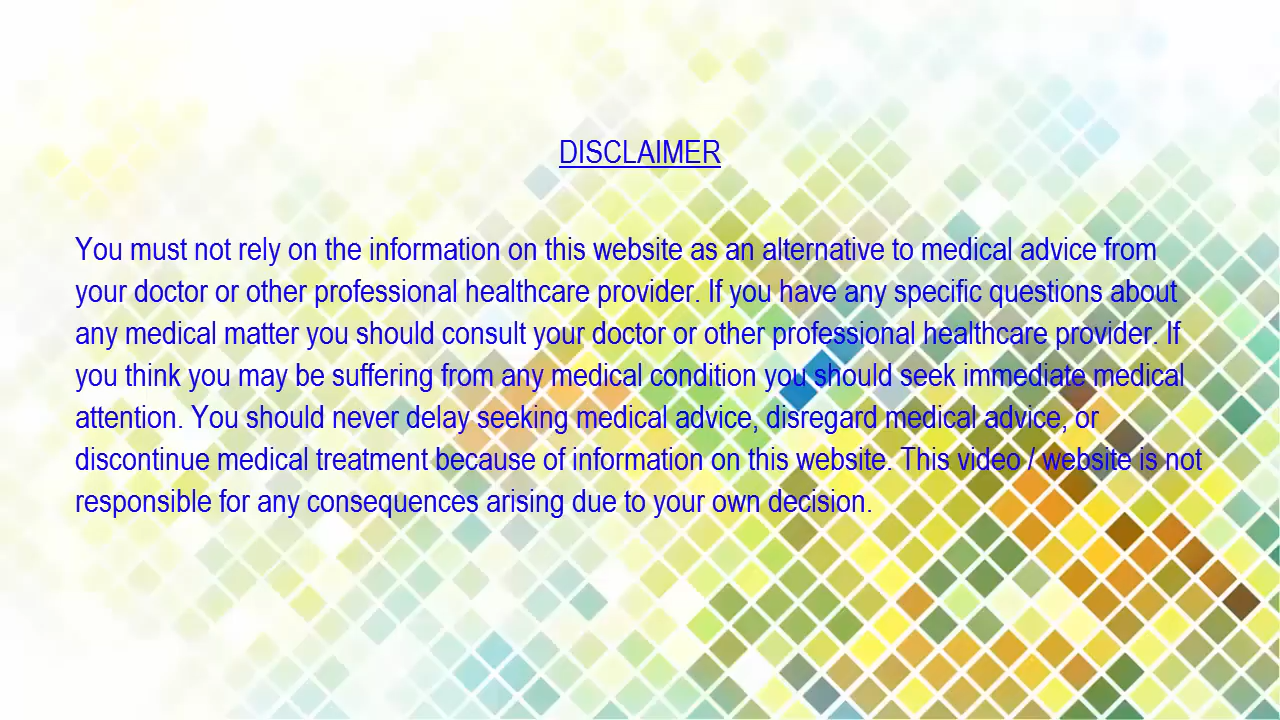 DISCLAIMER
You must not rely on the information on this website as an alternative to medical advice from
your doctor or other professional healthcare provider. If you have any specific questions about
any medical matter you should consult your doctor or other professional healthcare provider. If
you think you may be suffering from any medical condition you should seek immediate medical
attention. You should never delay seeking medical advice, disregard medical advice, or
discontinue medical treatment because of information on this website. This video / website is not
responsible for any consequences arising due to your own decision.